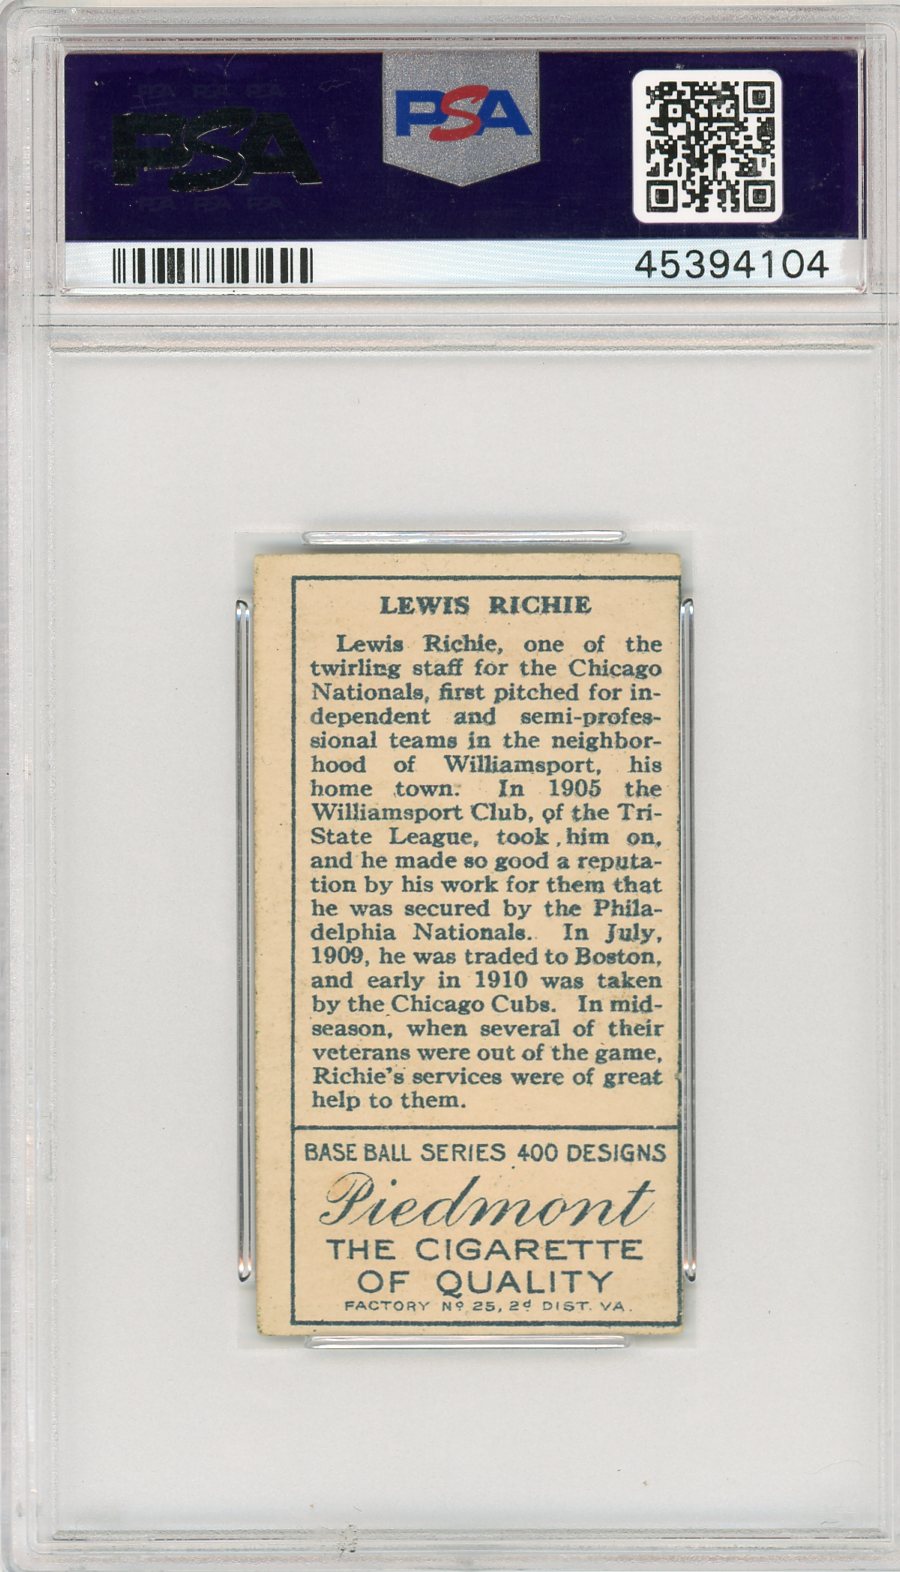 PSA
PSA
45394104
LEWIS RICHIE
Lewis Richie, one of the
twirling staff for the Chicago
Nationals, first pitched for in-
dependent and semi-profes-
sional teams in the neighbor-
hood of Williamsport, his
home town. In 1905 the
Williamsport Club, of the Tri-
State League, took him on,
and he made so good a reputa-
tion by his work for them that
he was secured by the Phila-
delphia Nationals. In July,
1909, he was traded to Boston,
and early in 1910 was taken
by the Chicago Cubs. In mid-
season, when several of their
veterans were out of the game,
Richie's services were of great
help to them.
BASE BALL SERIES 400 DESIGNS
Piedmont
THE CIGARETTE
OF QUALITY
FACTORY Nº 25, 2d DIST. VA.